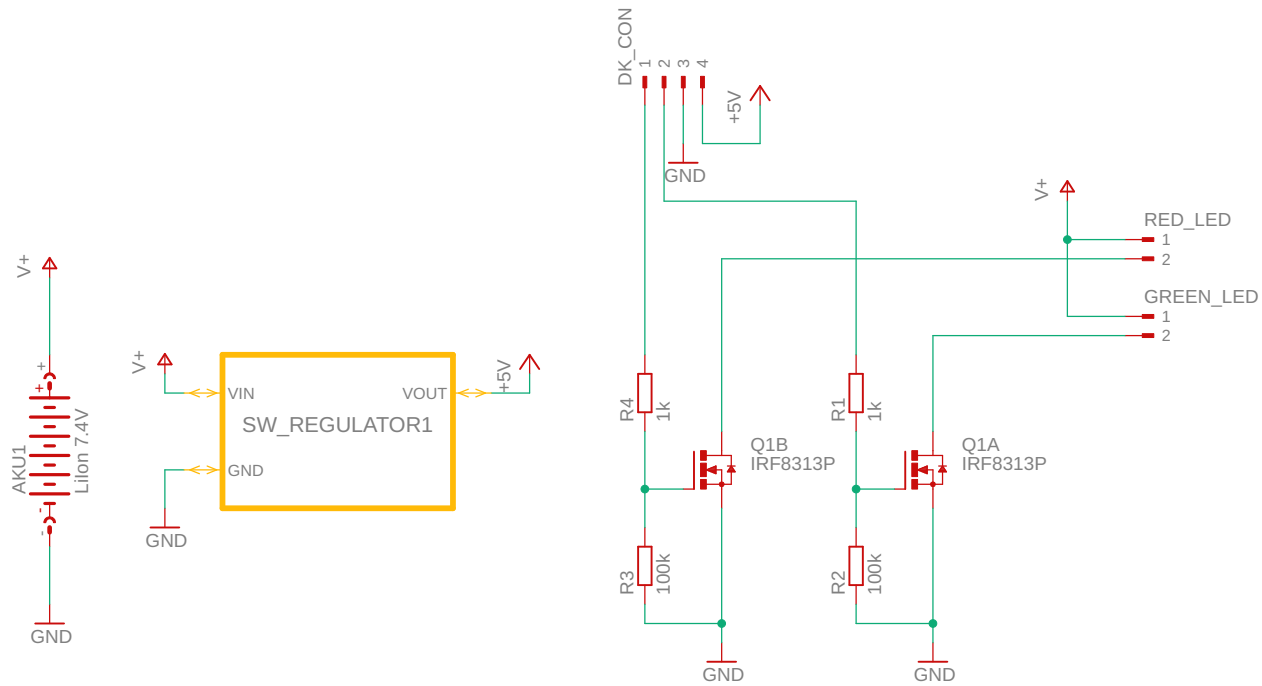 DK_CON
1
2
3
4
+5V
GND
V+
RED_LED
1
2
GREEN_LED
1
2
V+
+
+
AKU1
LiIon 7.4V
-
-
GND
V+
VIN
VOUT
+5V
SW_REGULATOR1
GND
GND
R4
1k
R1
1k
Q1B
IRF8313P
Q1A
IRF8313P
R3
100k
R2
100k
GND
GND